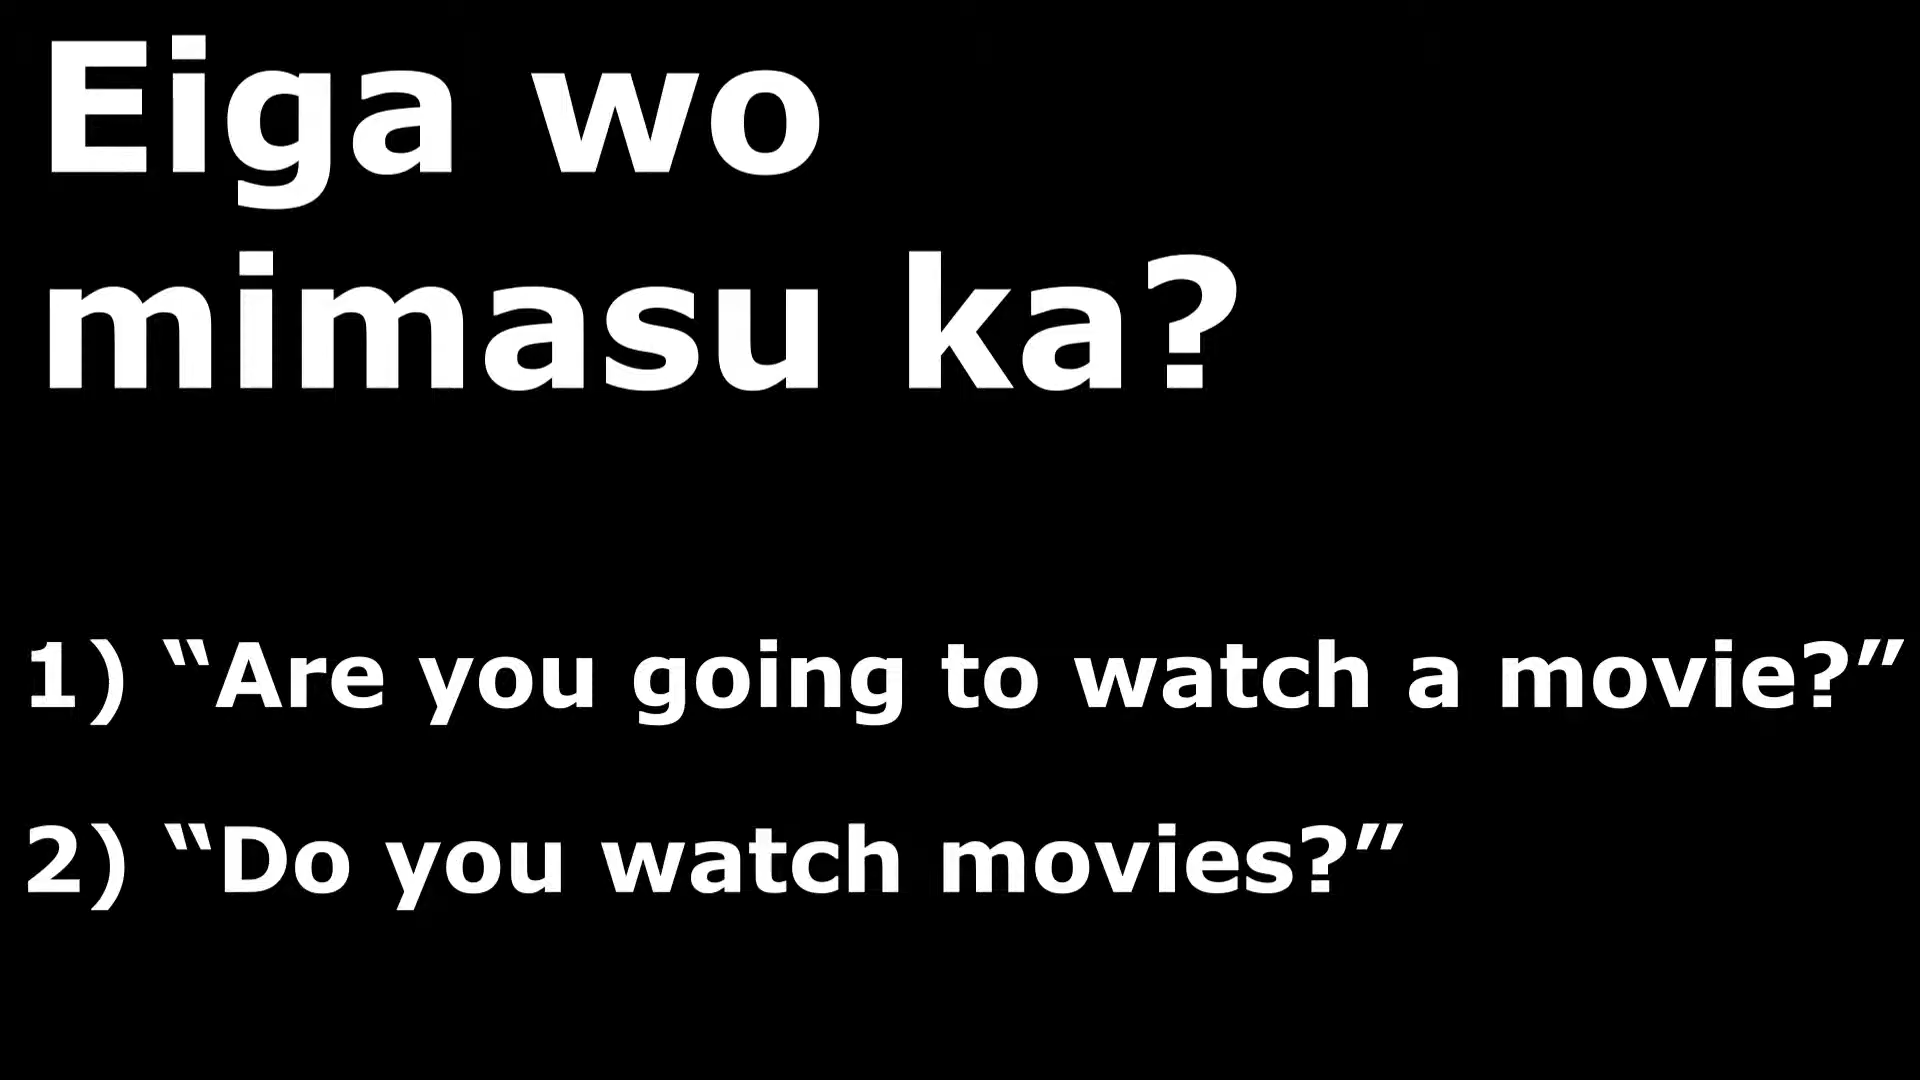 Eiga wo
mimasu ka?
1) “Are you going to watch a movie?”
2) “Do you watch movies?”